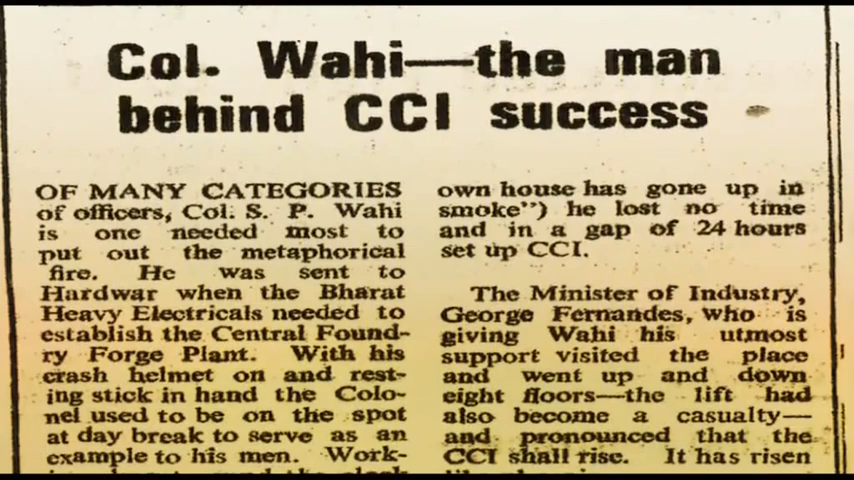 Col. Wahi—the man
behind CCI success
OF MANY CATEGORIES
of officers, Col. S. P. Wahi
is one needed most to
put out the metaphorical
fire. He was sent to
Hardwar when the Bharat
Heavy Electricals needed to
establish the Central Found-
ry Forge Plant. With his
crash helmet on and rest-
ing stick in hand the Colo-
nel used to be on the spot
at day break to serve as an
example to his men. Work-
own house has gone up in
smoke") he lost no time
and in a gap of 24 hours
set up CCI.
The Minister of Industry,
George Fernandes, who is
giving Wahi his utmost
support visited the place
and went up and down
eight floors—the lift had
also become a casualty—
and pronounced that the
CCI shall rise. It has risen